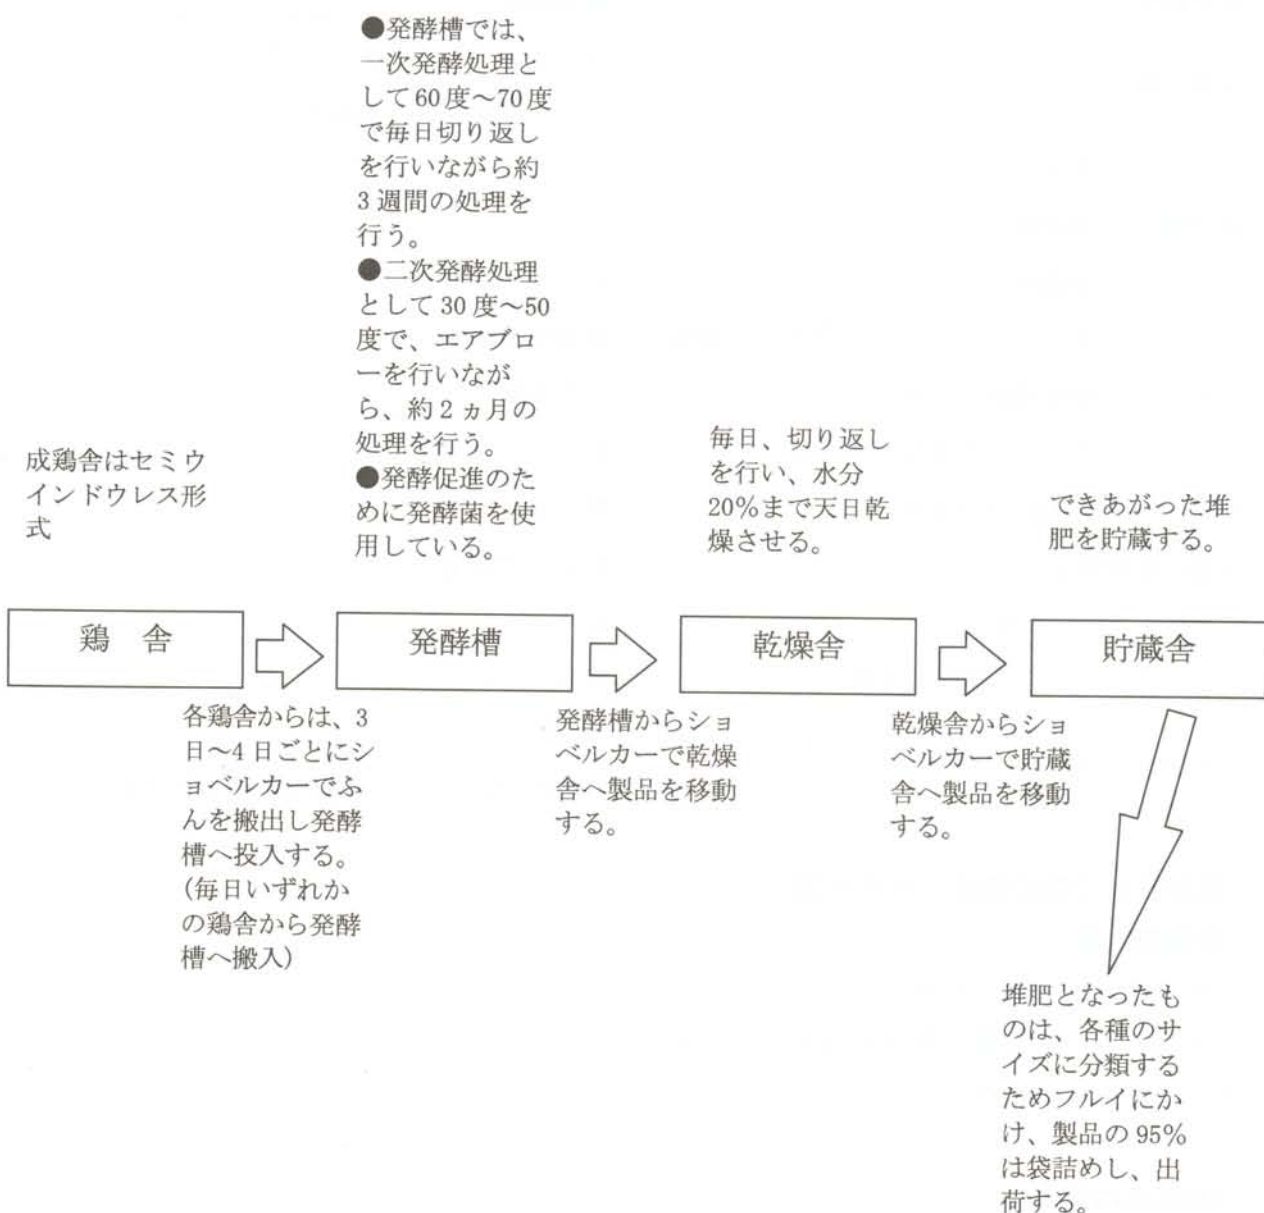 ●発酵槽では、
一次発酵処理と
して60度～70度
で毎日切り返し
を行いながら約
3週間の処理を
行う。
●二次発酵処理
として30度～50
度で、エアブロ
ーを行いなが
ら、約2ヵ月の
処理を行う。
●発酵促進のた
めに発酵菌を使
用している。
成鶏舎はセミウ
インドウレス形
式
毎日、切り返し
を行い、水分
20％まで天日乾
燥させる。
できあがった堆
肥を貯蔵する。
鶏　舎
発酵槽
乾燥舎
貯蔵舎
各鶏舎からは、3
日～4日ごとにシ
ョベルカーでふ
んを搬出し発酵
槽へ投入する。
（毎日いずれか
の鶏舎から発酵
槽へ搬入）
発酵槽からショ
ベルカーで乾燥
舎へ製品を移動
する。
乾燥舎からショ
ベルカーで貯蔵
舎へ製品を移動
する。
堆肥となったも
のは、各種のサ
イズに分類する
ためフルイにか
け、製品の95％
は袋詰めし、出
荷する。